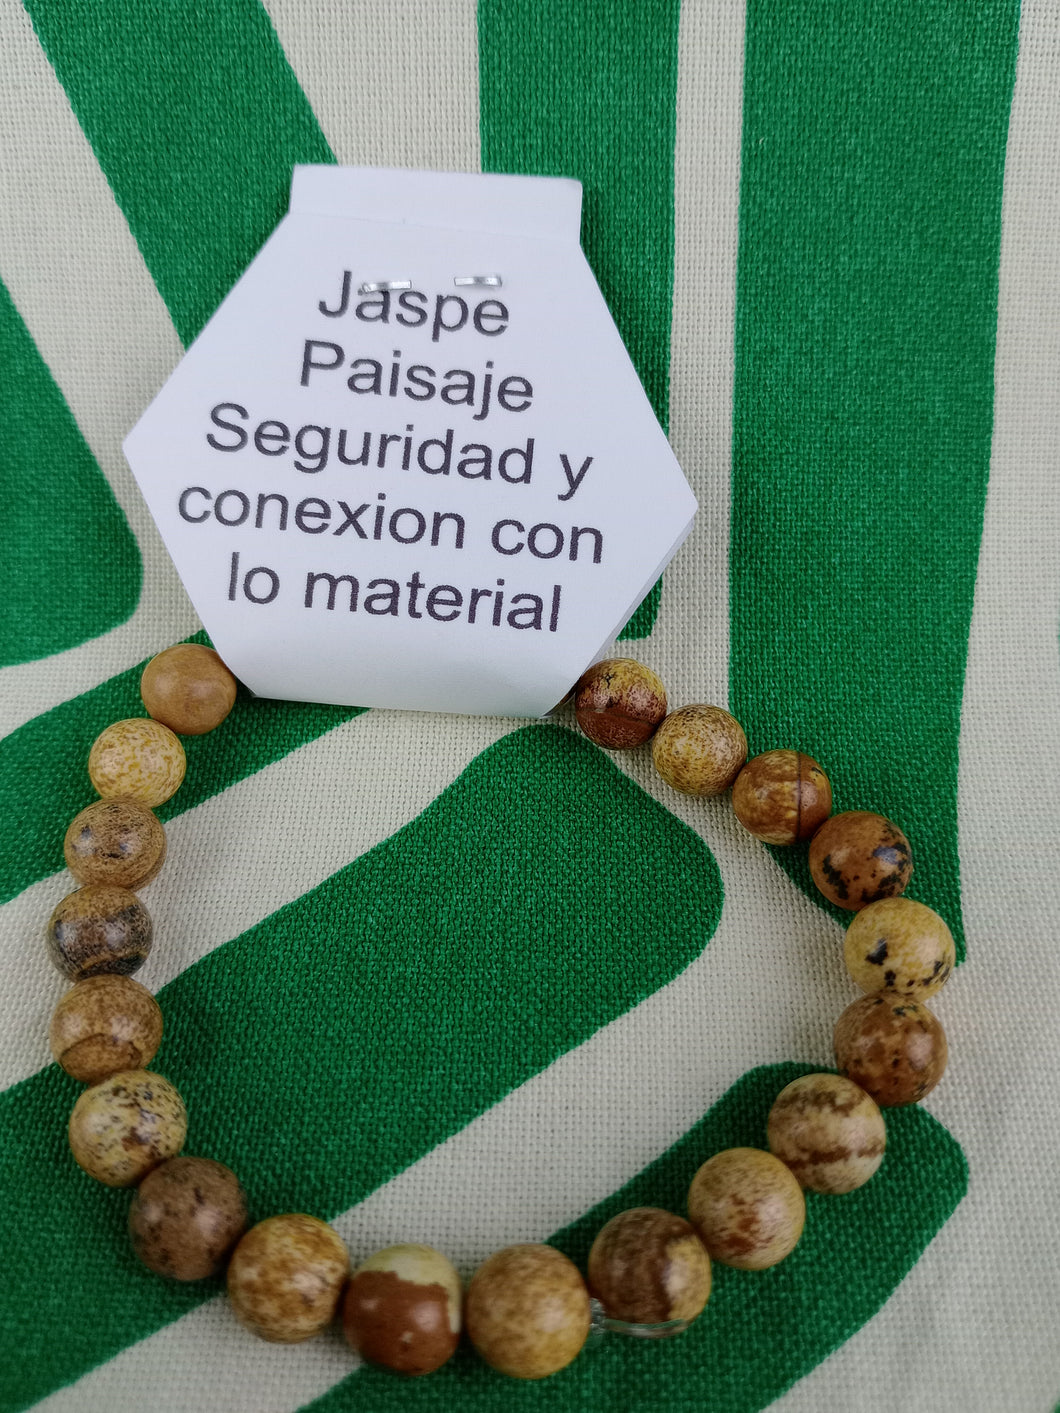 Jaspe
Paisaje
Seguridad y
conexion con
lo material